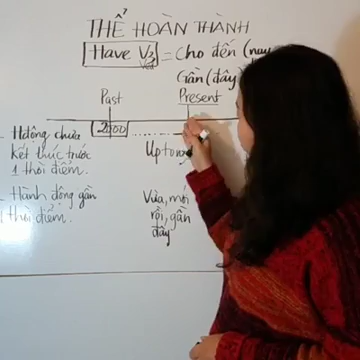 THỂ HOÀN THÀNH
Have V3 = Cho đến (nay
V ed
Gần (đây
Past Present
2000
- Hđộng chưa
kết thúc trước
1 thời điểm.
Up to now
- Hành động gần
1 thời điểm.
Vừa, mới
rồi, gần
đây